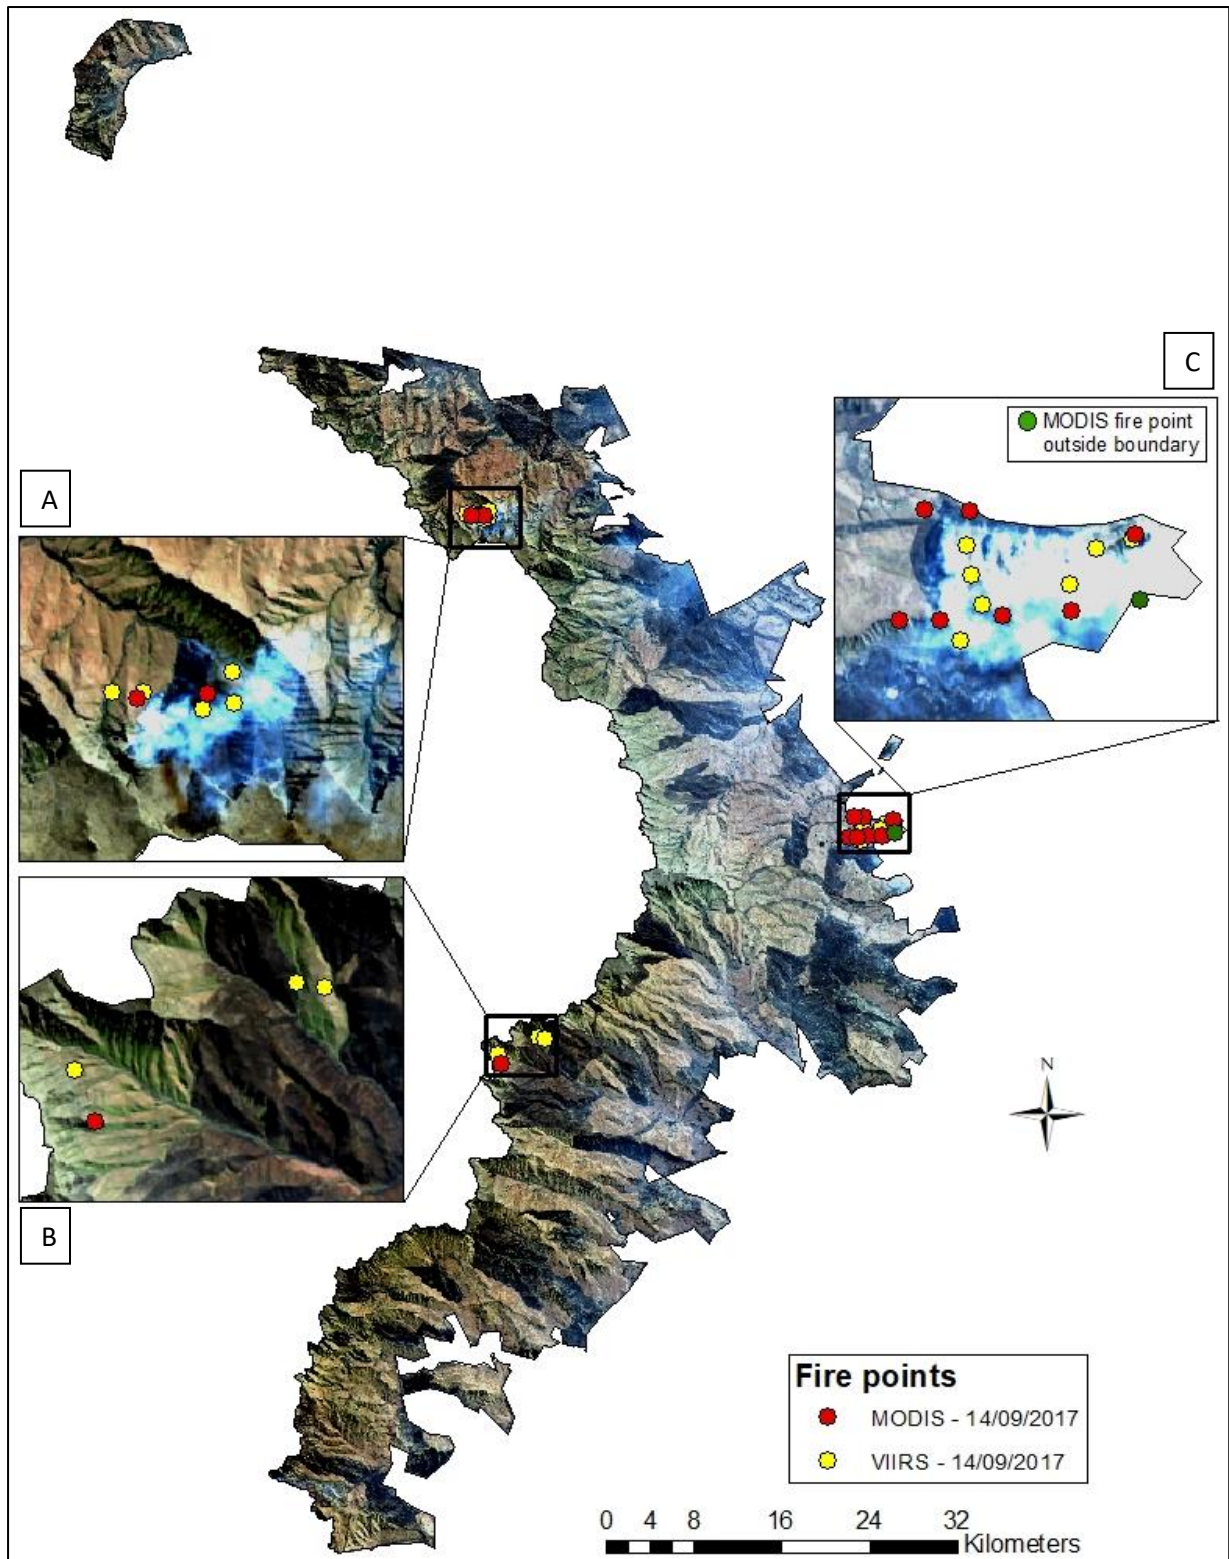 C
MODIS fire point
outside boundary
A
B
N
Fire points
MODIS - 14/09/2017
VIIRS - 14/09/2017
0 4 8 16 24 32
Kilometers